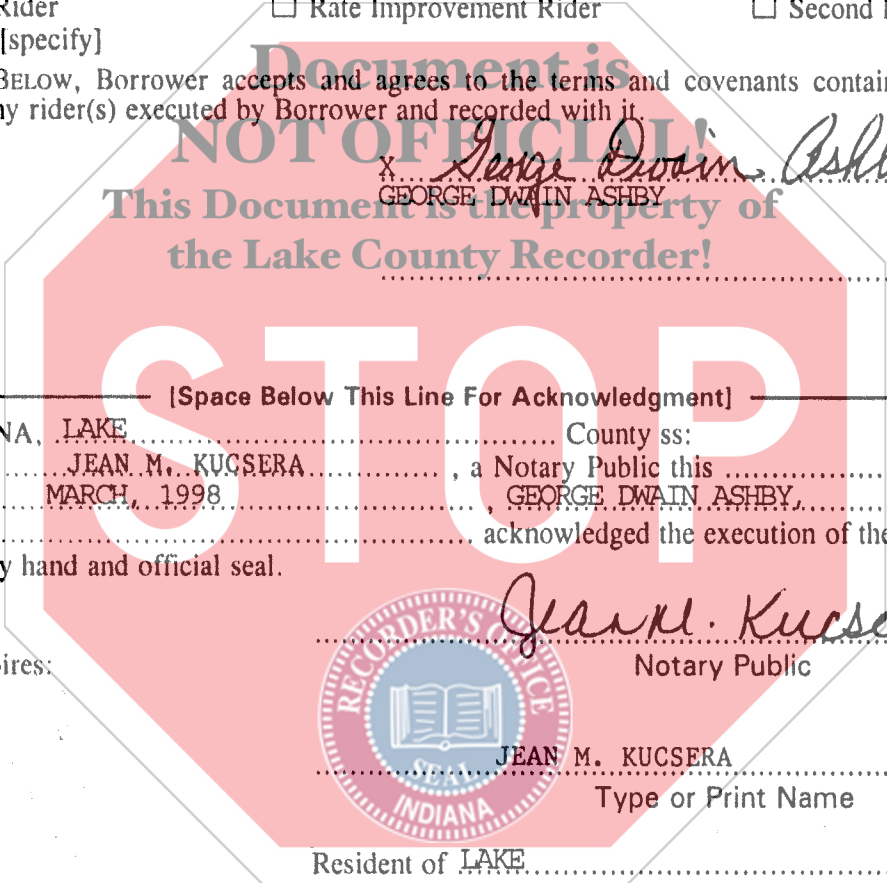 Rider ☐ Rate Improvement Rider ☐ Second
[specify]
BELOW, Borrower accepts and agrees to the terms and covenants contain
ny rider(s) executed by Borrower and recorded with it.
Document is
NOT OFFICIAL!
This Document is the property of
the Lake County Recorder!
X George Dwain Ashb
GEORGE DWAIN ASHBY
STOP
[Space Below This Line For Acknowledgment]
NA, LAKE County ss:
JEAN M. KUCSERA, a Notary Public this
MARCH, 1998, GEORGE DWAIN ASHBY,
acknowledged the execution of the
y hand and official seal.
Jean M. Kucse
Notary Public
ires:
RECORDER'S OFFICE
SEAL
INDIANA
JEAN M. KUCSERA
Type or Print Name
Resident of LAKE